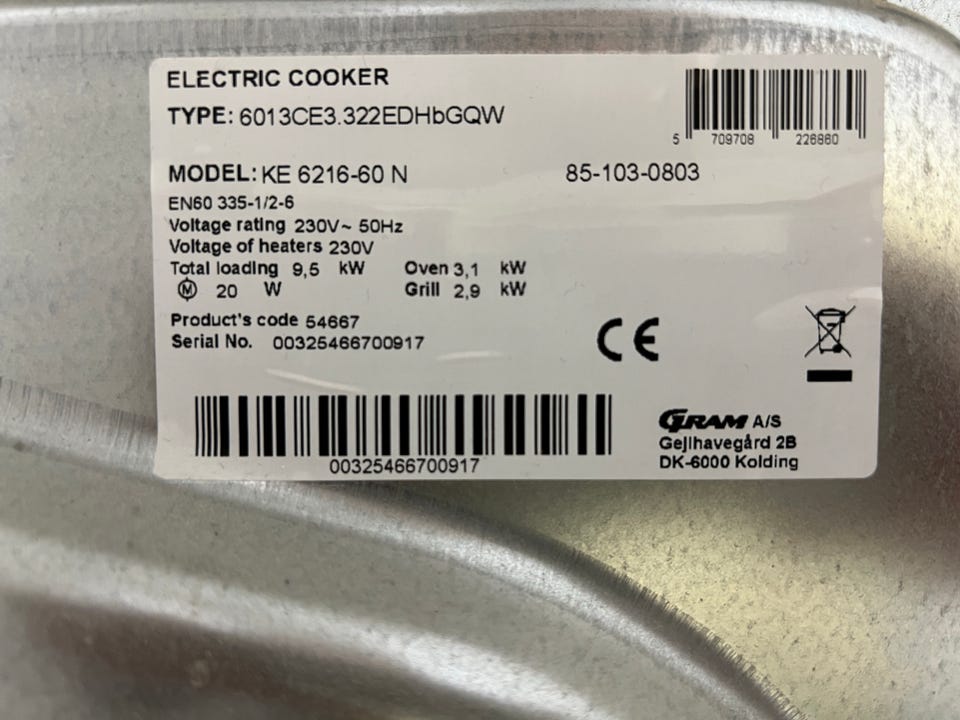 ELECTRIC COOKER
TYPE: 6013CE3.322EDHbGQW
5 709708 226860
MODEL: KE 6216-60 N 85-103-0803
EN60 335-1/2-6
Voltage rating 230V~ 50Hz
Voltage of heaters 230V
Total loading 9,5 kW Oven 3,1 kW
M 20 W Grill 2,9 kW
Product's code 54667
Serial No. 00325466700917
CE
00325466700917
GRAM A/S
Gejlhavegård 2B
DK-6000 Kolding